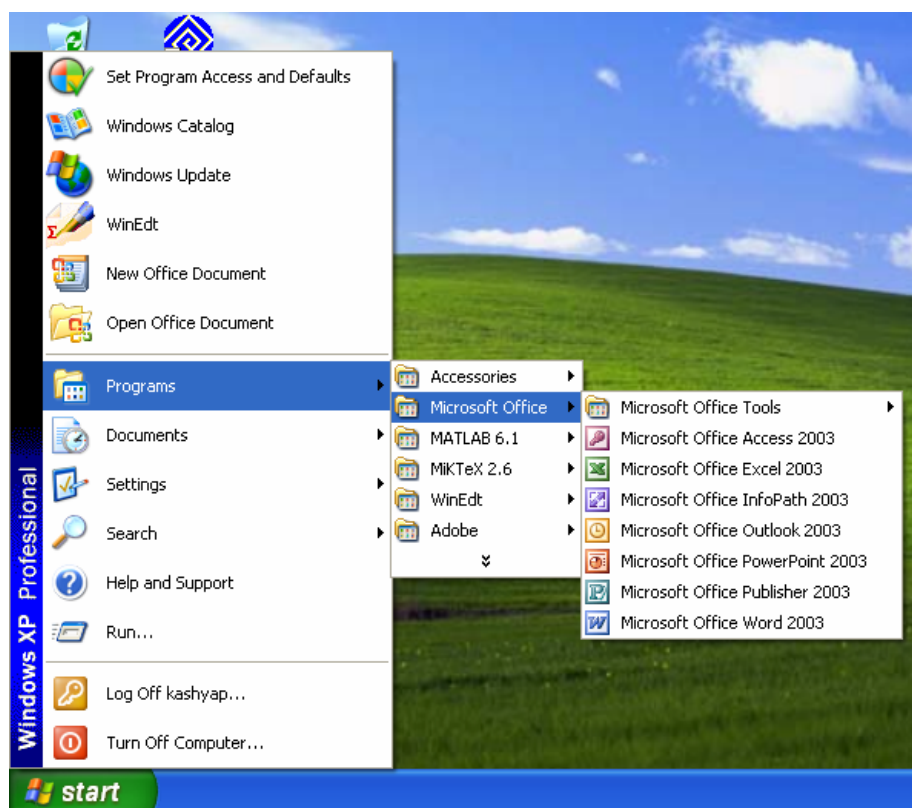 Set Program Access and Defaults
Windows Catalog
Windows Update
WinEdt
New Office Document
Open Office Document
Programs
Documents
Settings
Search
Help and Support
Run...
Log Off kashyap...
Turn Off Computer...
Windows XP Professional
Accessories
Microsoft Office
MATLAB 6.1
MiKTeX 2.6
WinEdt
Adobe
Microsoft Office Tools
Microsoft Office Access 2003
Microsoft Office Excel 2003
Microsoft Office InfoPath 2003
Microsoft Office Outlook 2003
Microsoft Office PowerPoint 2003
Microsoft Office Publisher 2003
Microsoft Office Word 2003
start